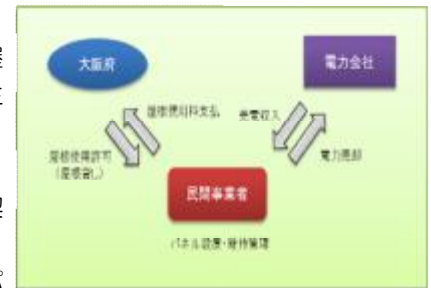 大阪府
電力会社
屋根使用料支払
売電収入
屋根使用許可
（屋根貸し）
電力売却
民間事業者
パネル設置・維持管理